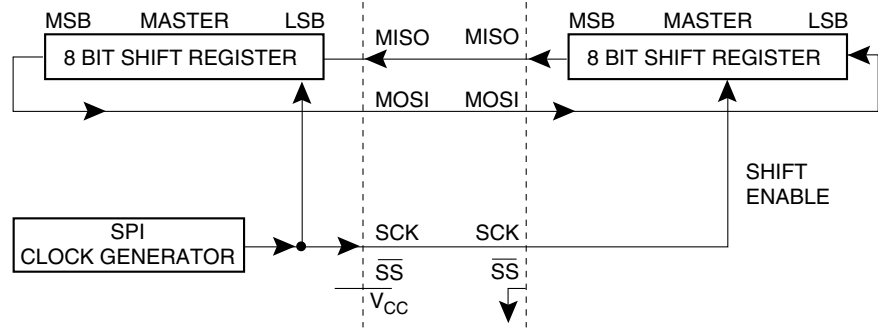 MSB MASTER LSB
8 BIT SHIFT REGISTER
MISO MISO
MSB MASTER LSB
8 BIT SHIFT REGISTER
MOSI MOSI
SHIFT
ENABLE
SPI
CLOCK GENERATOR
SCK SCK
SS SS
VCC